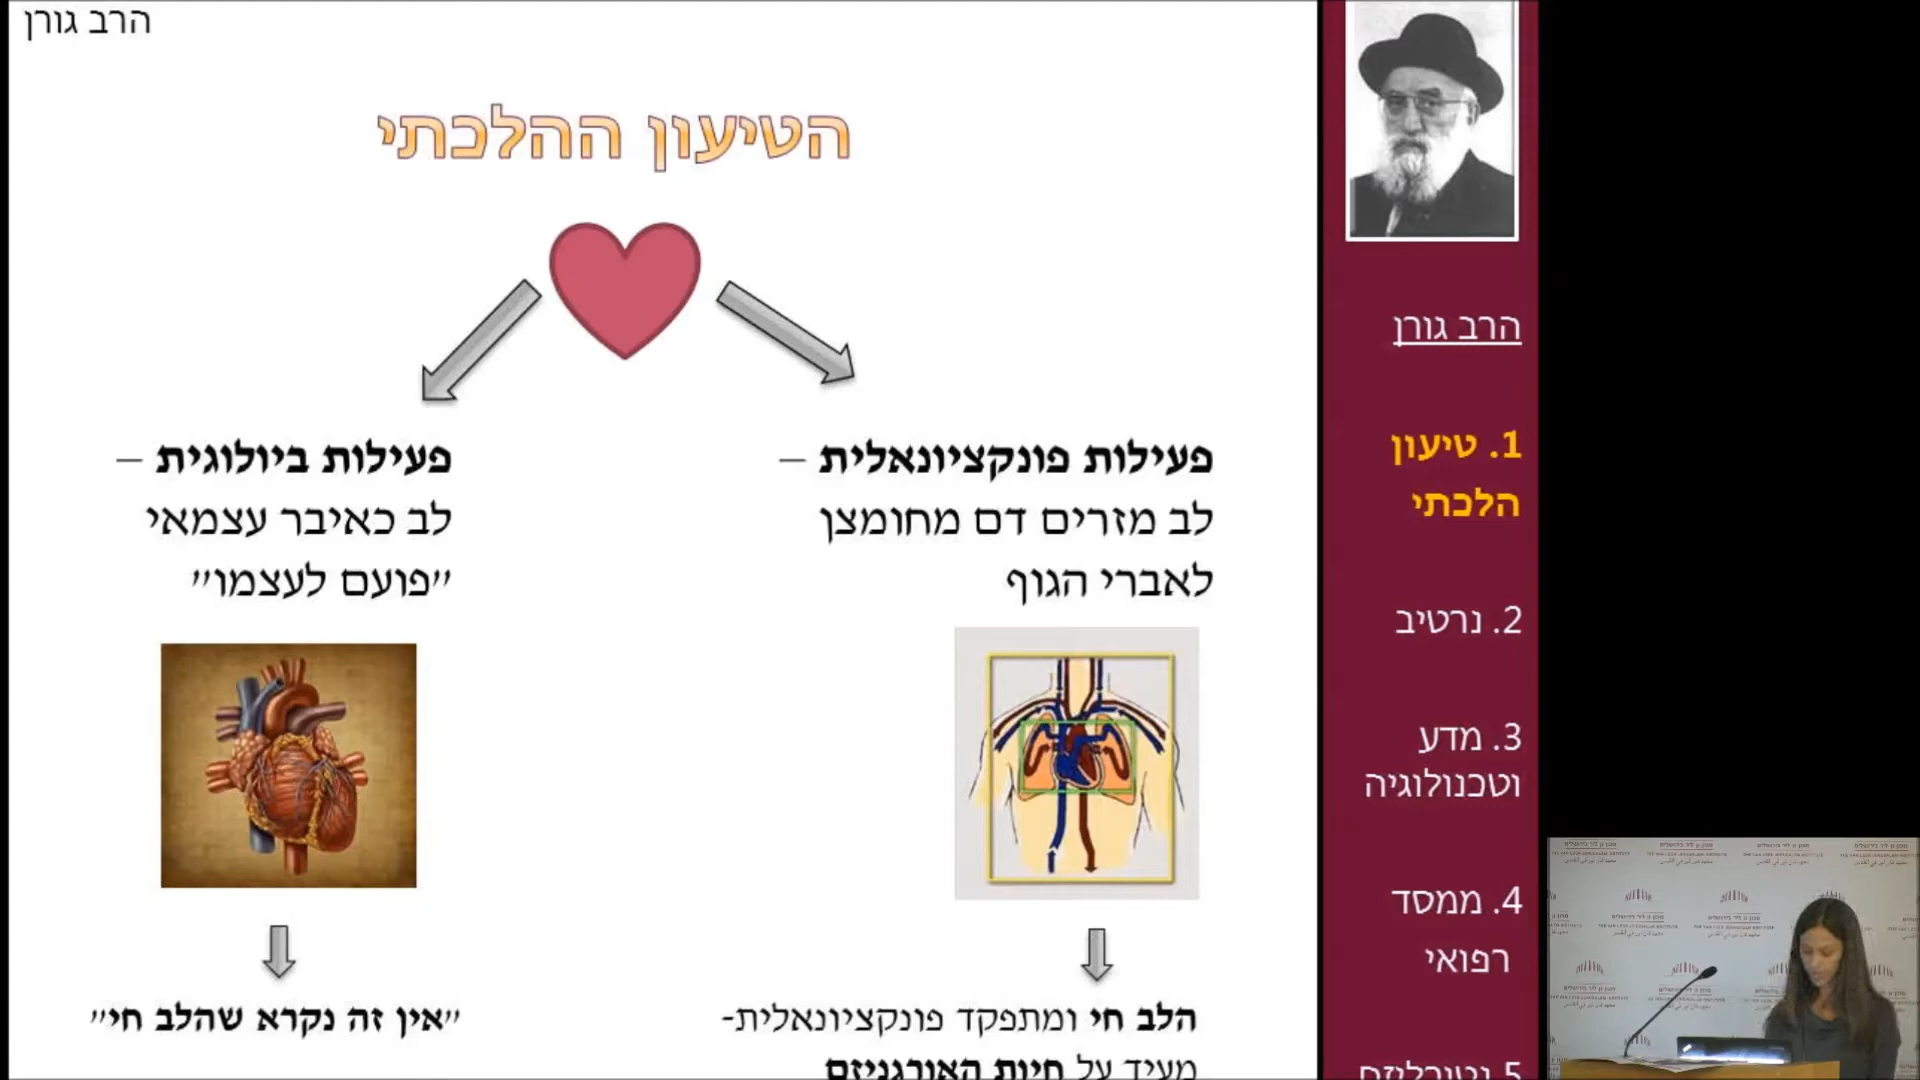 הרב גורן
הטיעון ההלכתי
פעילות פונקציונאלית –
לב מזרים דם מחומצן
לאברי הגוף
הלב חי ומתפקד פונקציונאלית-
מעיד על חיות האורגניזם
פעילות ביולוגית –
לב כאיבר עצמאי
״פועם לעצמו״
״אין זה נקרא שהלב חי״
הרב גורן
1. טיעון
הלכתי
2. נרטיב
3. מדע
וטכנולוגיה
4. ממסד
רפואי